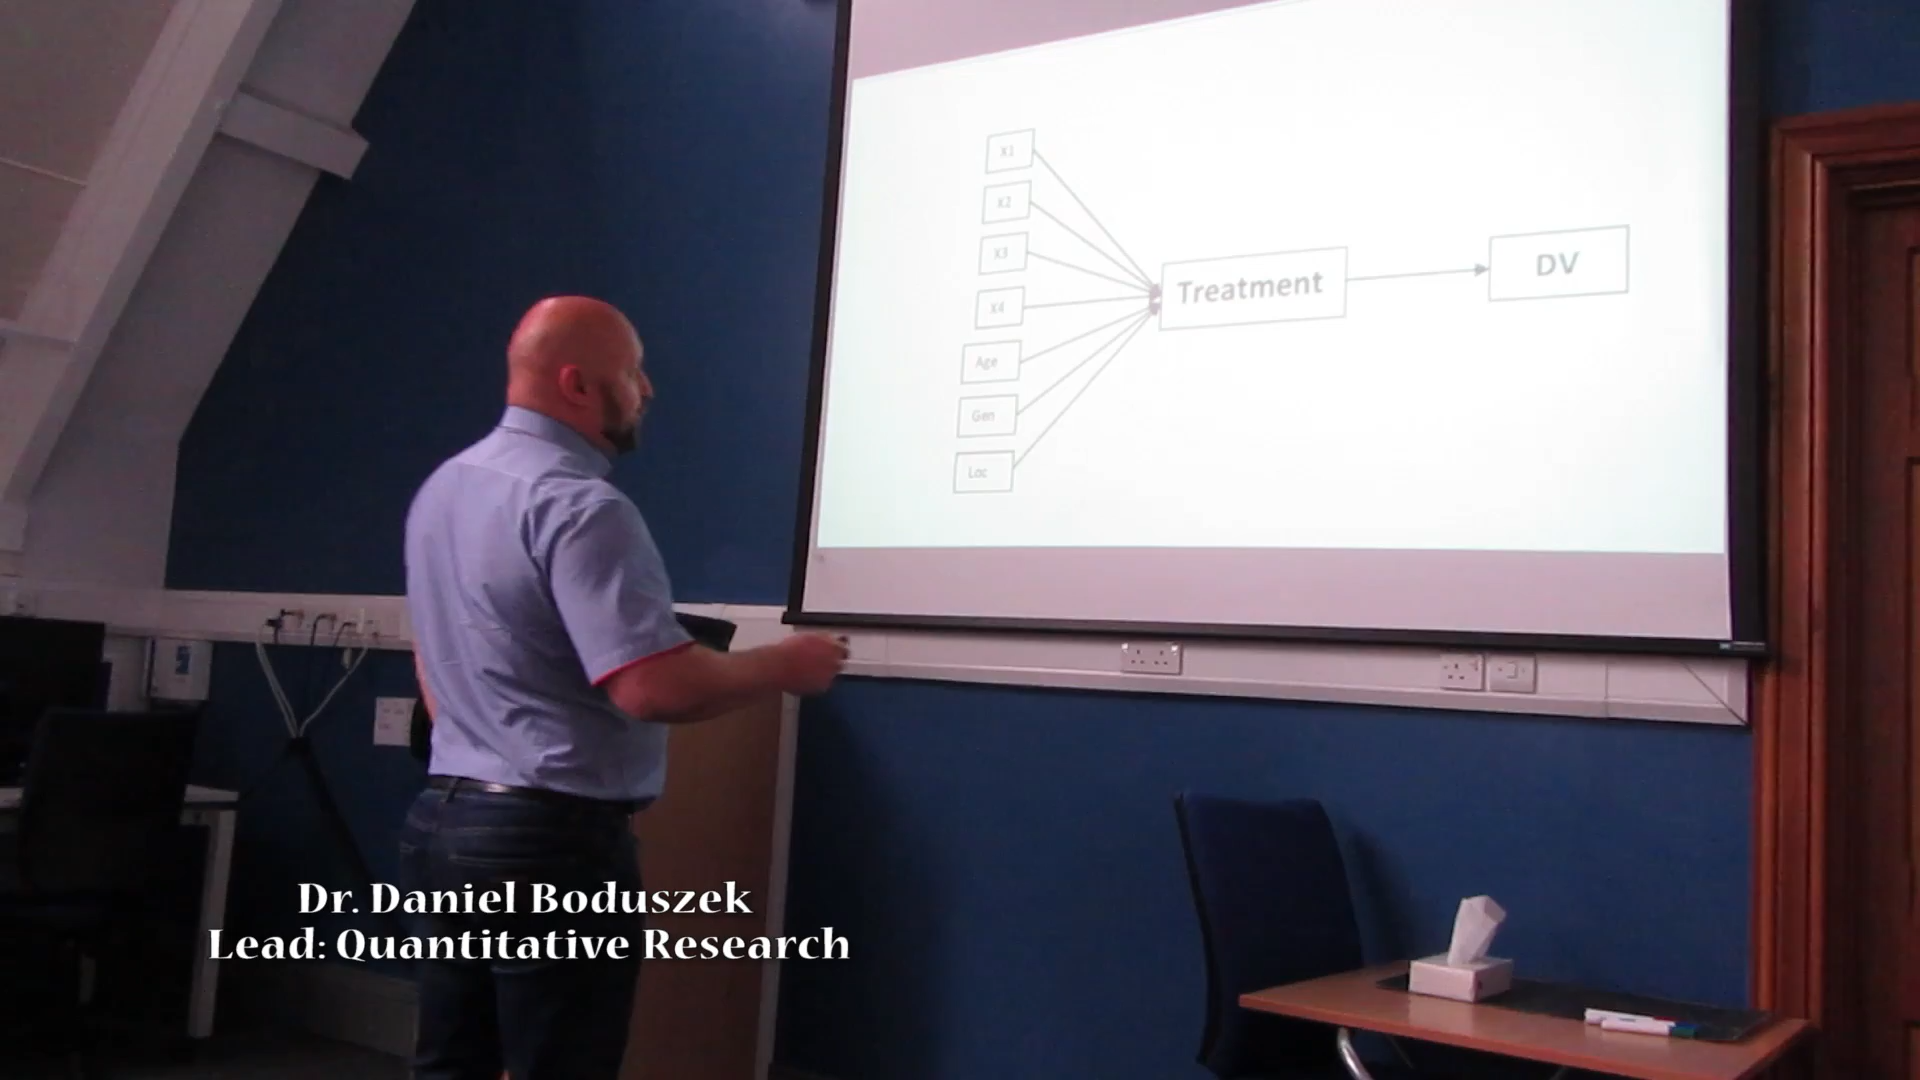 X1
X2
X3
X4
Age
Gen
Loc
Treatment
DV
Dr. Daniel Boduszek
Lead: Quantitative Research